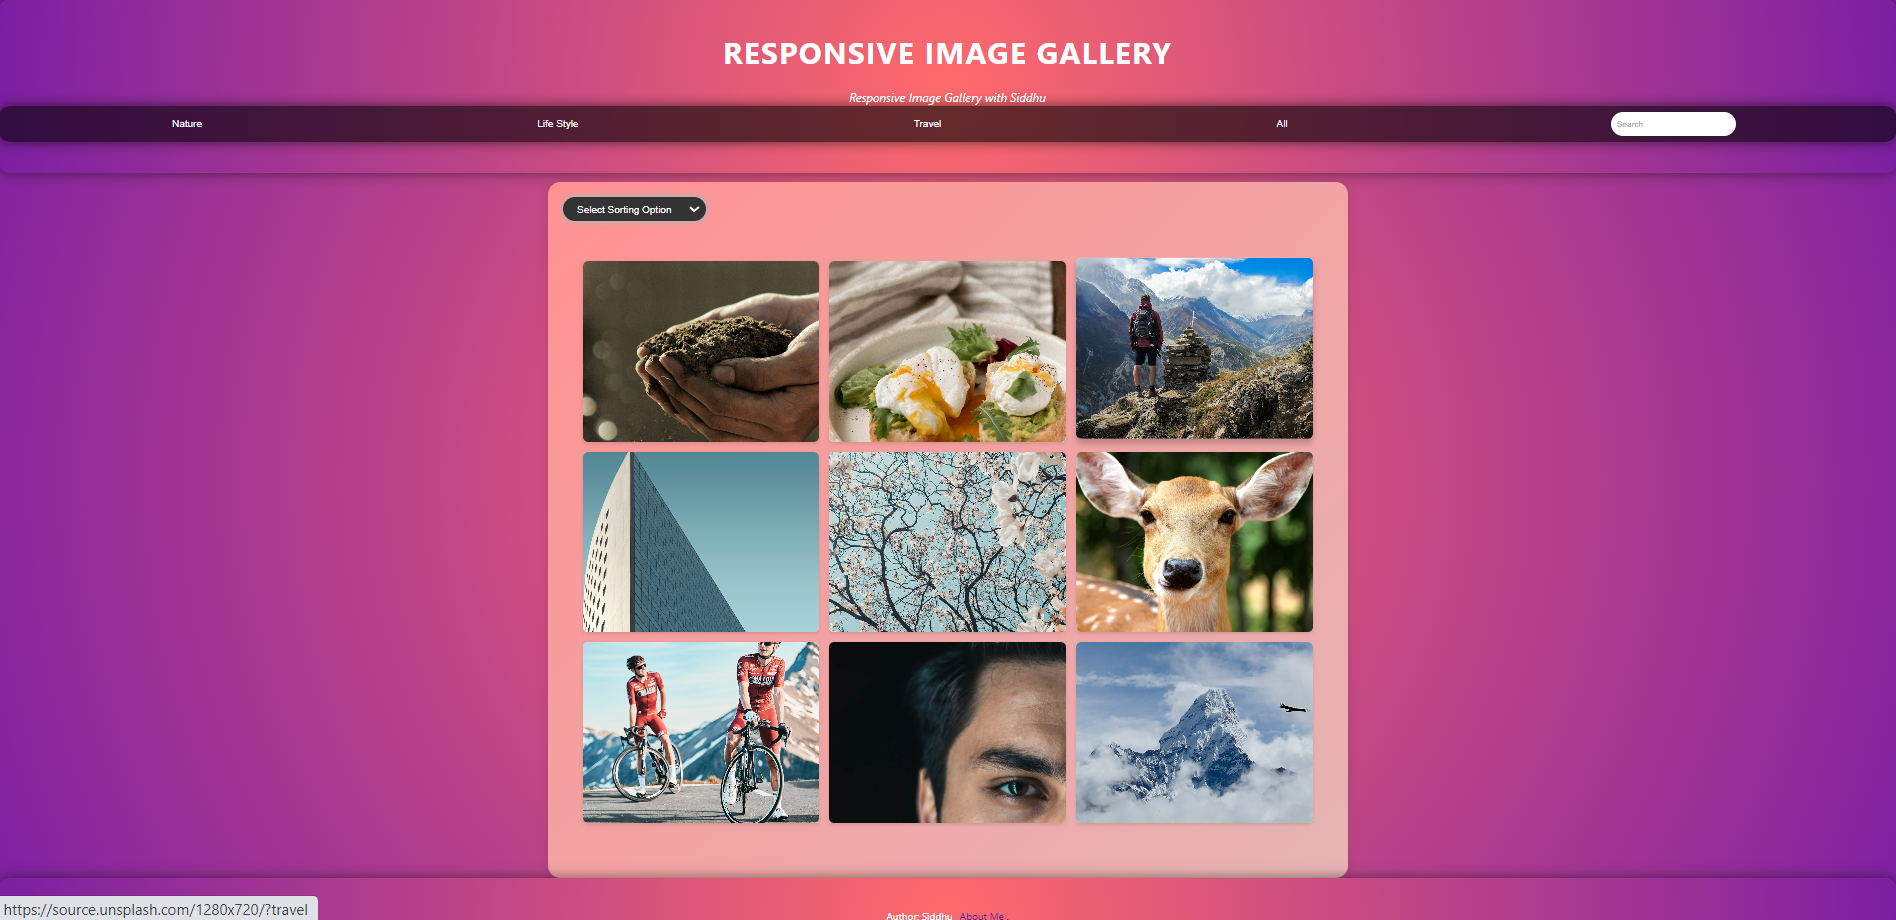 RESPONSIVE IMAGE GALLERY
Responsive Image Gallery with Siddhu
Nature Life Style Travel All Search
Select Sorting Option
Author: Siddhu About Me .
https://source.unsplash.com/1280x720/?travel